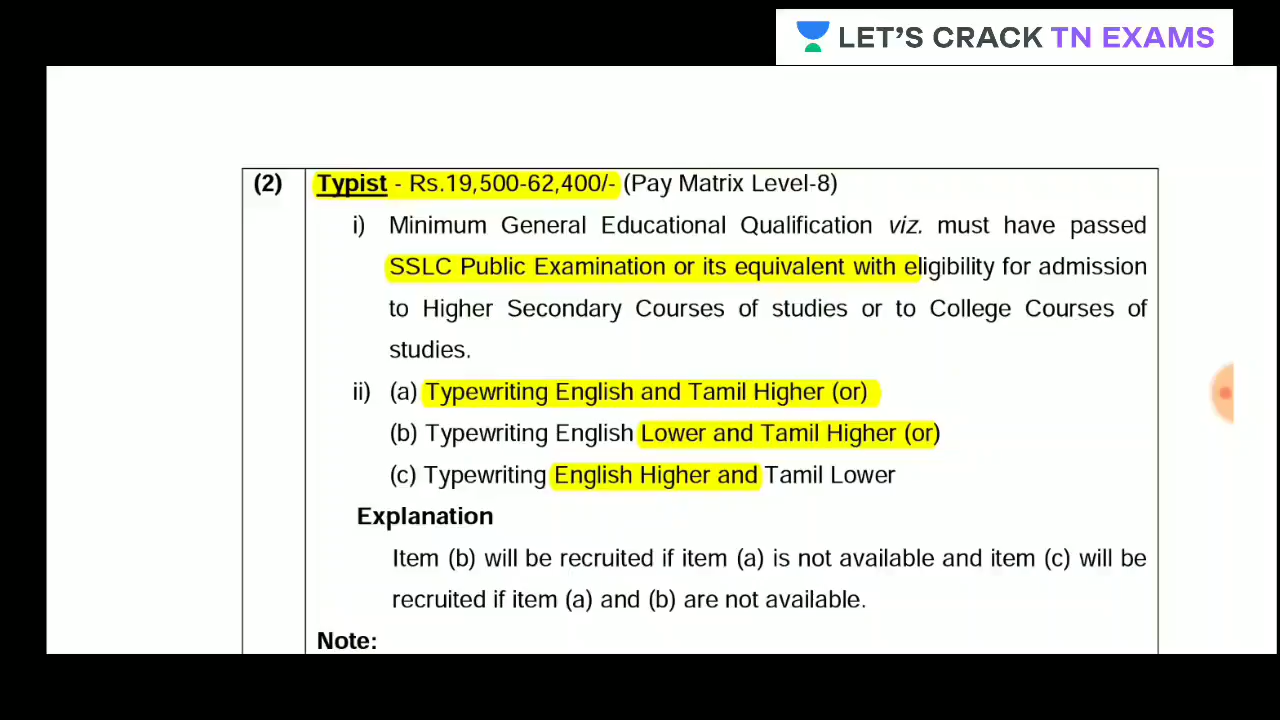 LET'S CRACK TN EXAMS
(2) Typist - Rs.19,500-62,400/- (Pay Matrix Level-8)
i) Minimum General Educational Qualification viz. must have passed
SSLC Public Examination or its equivalent with eligibility for admission
to Higher Secondary Courses of studies or to College Courses of
studies.
ii) (a) Typewriting English and Tamil Higher (or)
(b) Typewriting English Lower and Tamil Higher (or)
(c) Typewriting English Higher and Tamil Lower
Explanation
Item (b) will be recruited if item (a) is not available and item (c) will be
recruited if item (a) and (b) are not available.
Note: